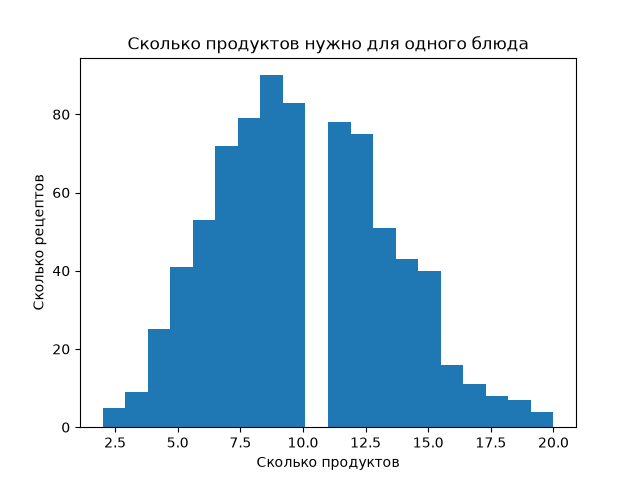 Сколько продуктов нужно для одного блюда
Сколько рецептов
80
60
40
20
0
2.5 5.0 7.5 10.0 12.5 15.0 17.5 20.0
Сколько продуктов